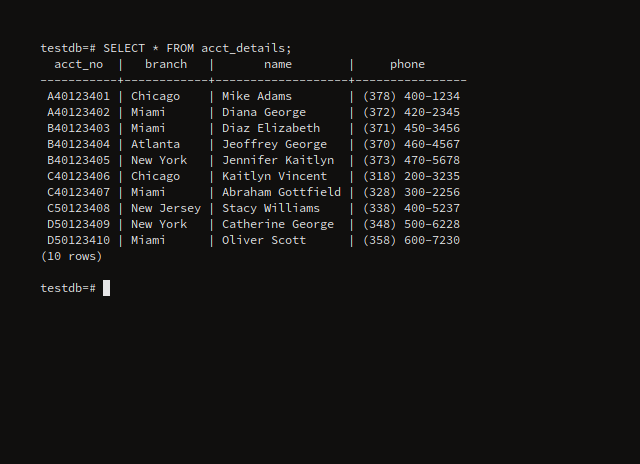 testdb=# SELECT * FROM acct_details;
  acct_no  |   branch   |       name        |     phone
-----------+------------+-------------------+----------------
 A40123401 | Chicago    | Mike Adams        | (378) 400-1234
 A40123402 | Miami      | Diana George      | (372) 420-2345
 B40123403 | Miami      | Diaz Elizabeth    | (371) 450-3456
 B40123404 | Atlanta    | Jeoffrey George   | (370) 460-4567
 B40123405 | New York   | Jennifer Kaitlyn  | (373) 470-5678
 C40123406 | Chicago    | Kaitlyn Vincent   | (318) 200-3235
 C40123407 | Miami      | Abraham Gottfield | (328) 300-2256
 C50123408 | New Jersey | Stacy Williams    | (338) 400-5237
 D50123409 | New York   | Catherine George  | (348) 500-6228
 D50123410 | Miami      | Oliver Scott      | (358) 600-7230
(10 rows)
testdb=#